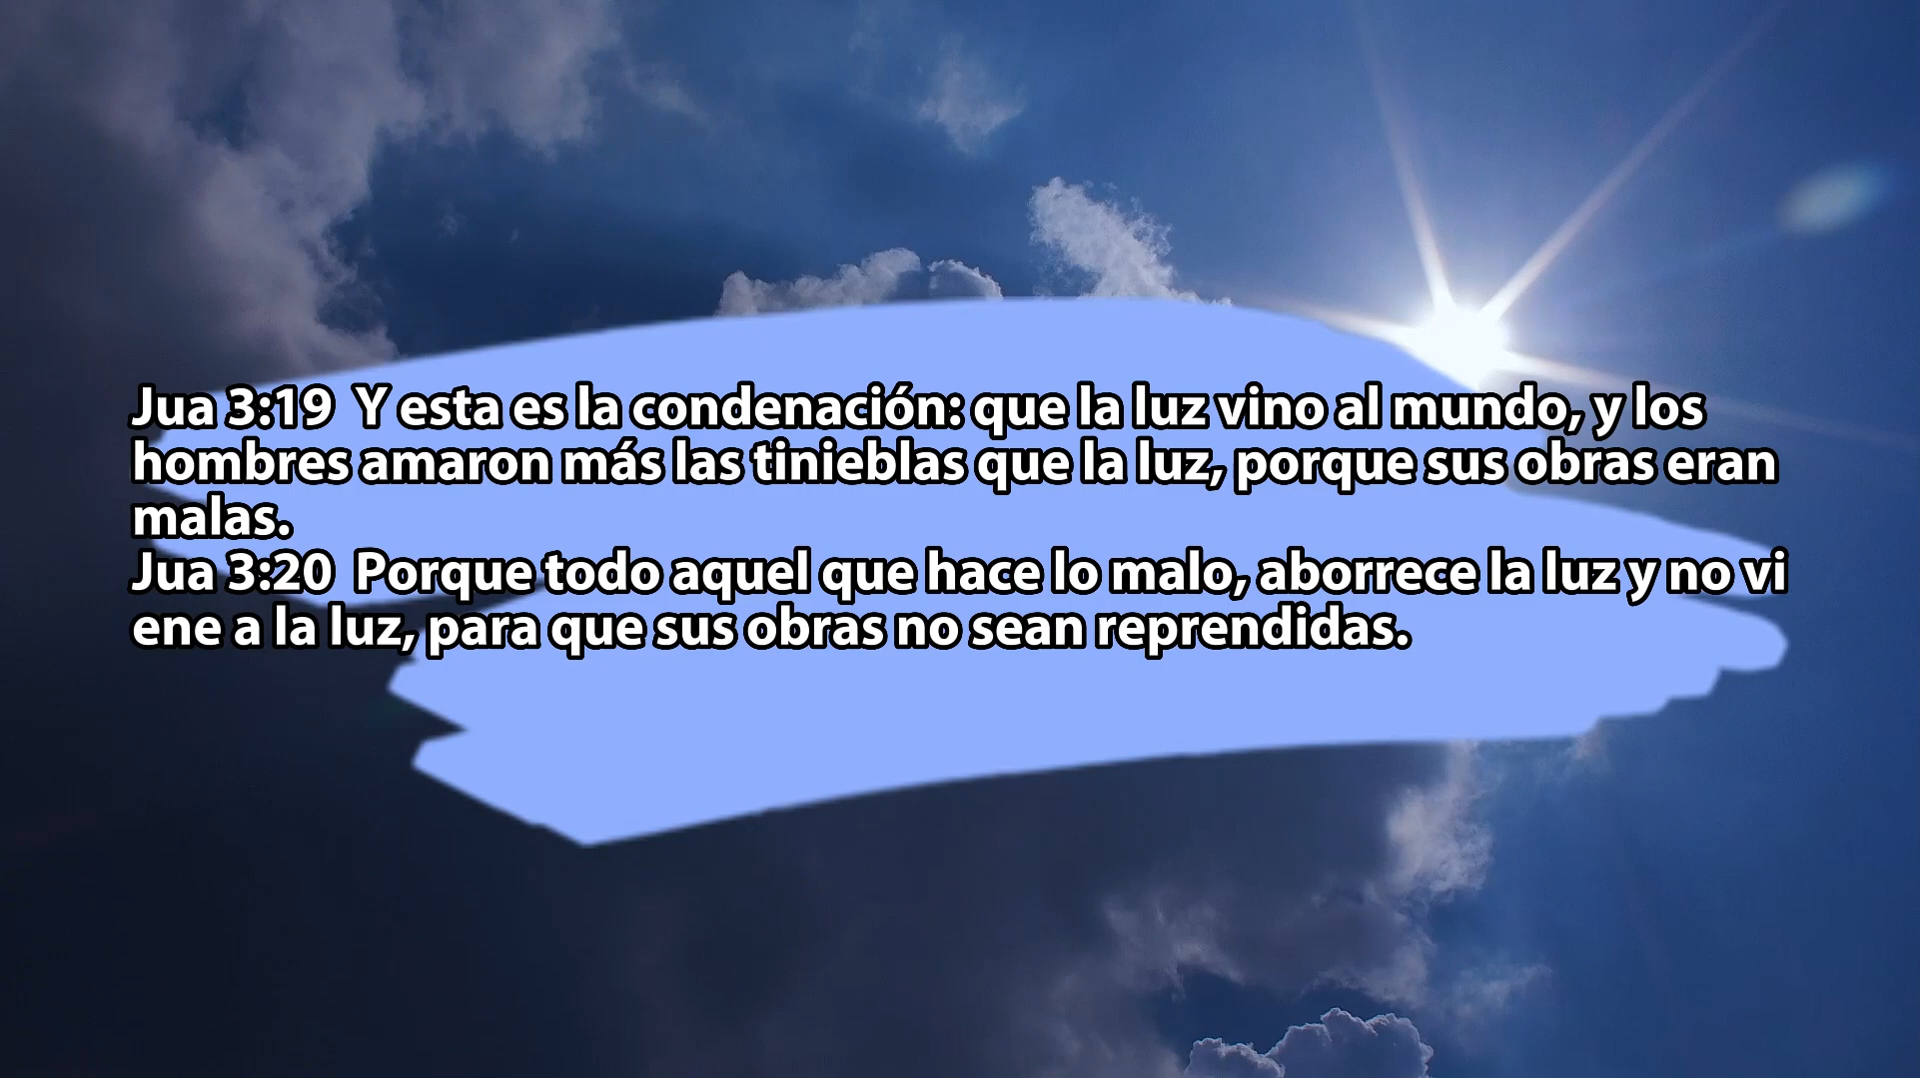 Jua 3:19  Y esta es la condenación: que la luz vino al mundo, y los
hombres amaron más las tinieblas que la luz, porque sus obras eran
malas.
Jua 3:20  Porque todo aquel que hace lo malo, aborrece la luz y no vi
ene a la luz, para que sus obras no sean reprendidas.